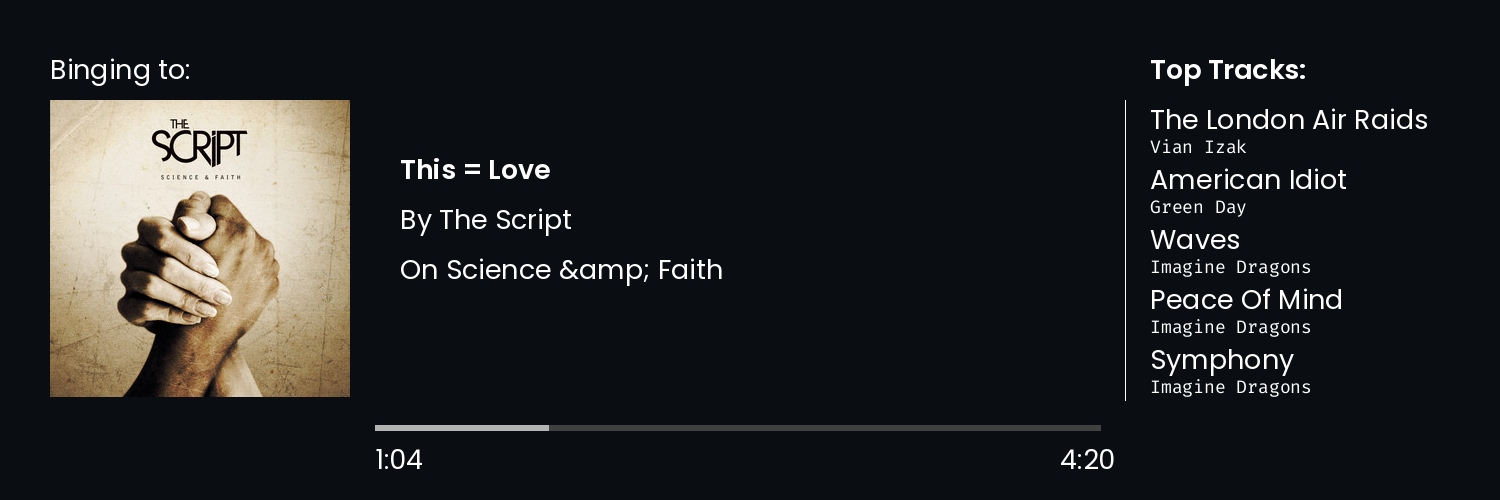 Binging to:
THE
SCRIPT
SCIENCE & FAITH
This = Love
By The Script
On Science &amp; Faith
1:04
4:20
Top Tracks:
The London Air Raids
Vian Izak
American Idiot
Green Day
Waves
Imagine Dragons
Peace Of Mind
Imagine Dragons
Symphony
Imagine Dragons